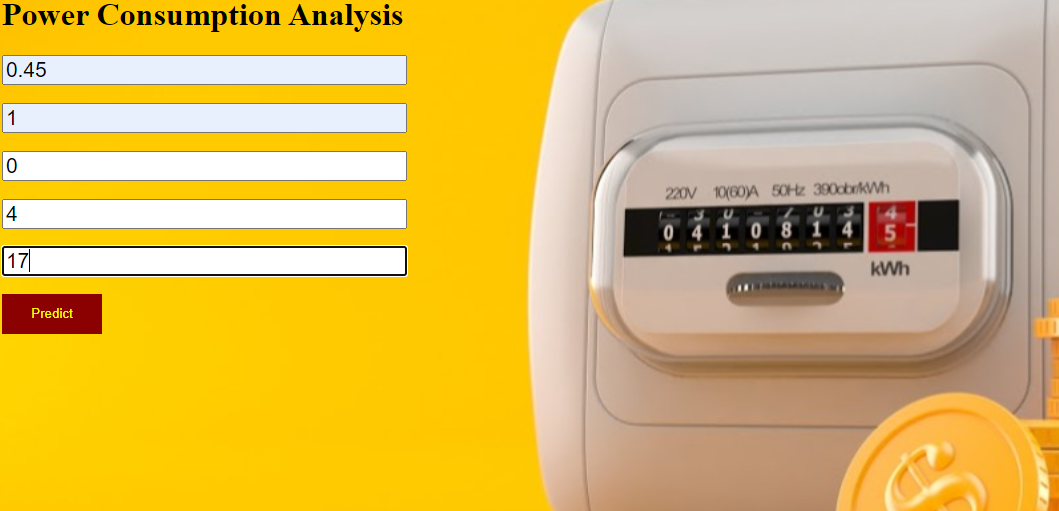 Power Consumption Analysis
0.45
1
0
4
17
Predict
220V 10(60)A 50Hz 390obr/kWh
0 4 1 0 8 1 4 5
kWh
$